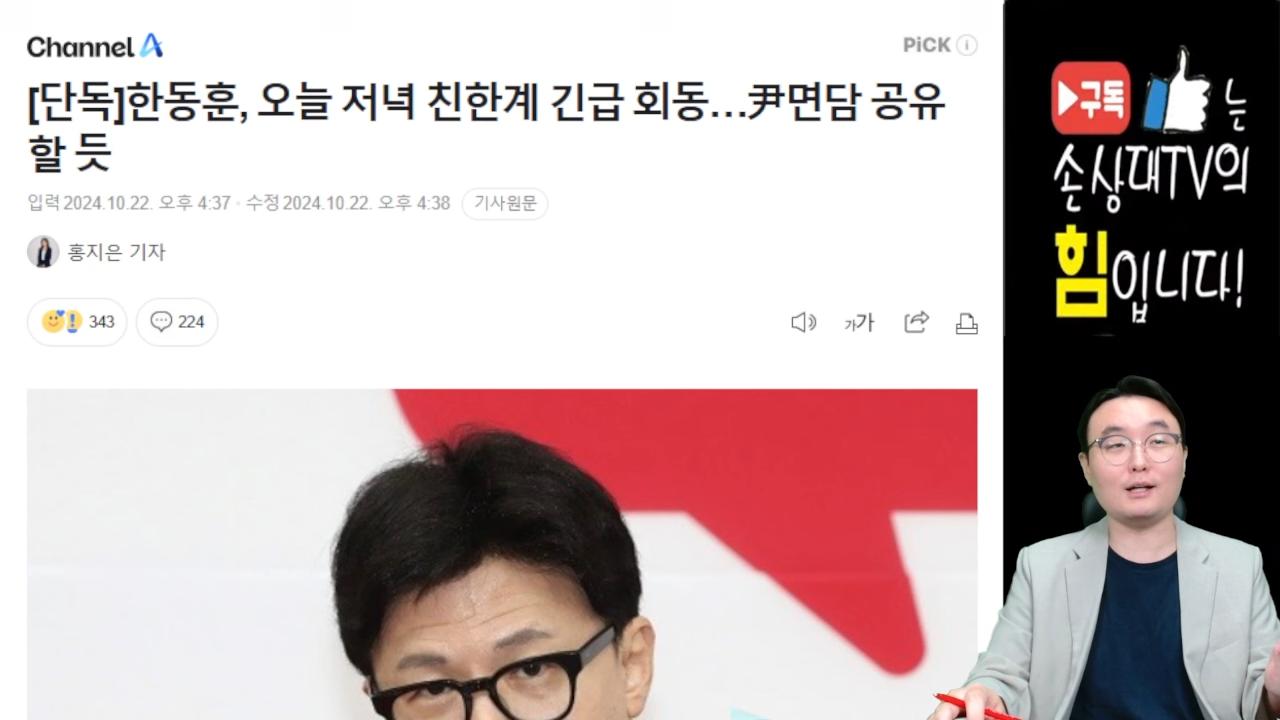 Channel A
PiCK
[단독]한동훈, 오늘 저녁 친한계 긴급 회동…尹면담 공유
할 듯
입력 2024.10.22. 오후 4:37 · 수정 2024.10.22. 오후 4:38 기사원문
홍지은 기자
343 224
가가
구독 는
손상대TV의
힘입니다!